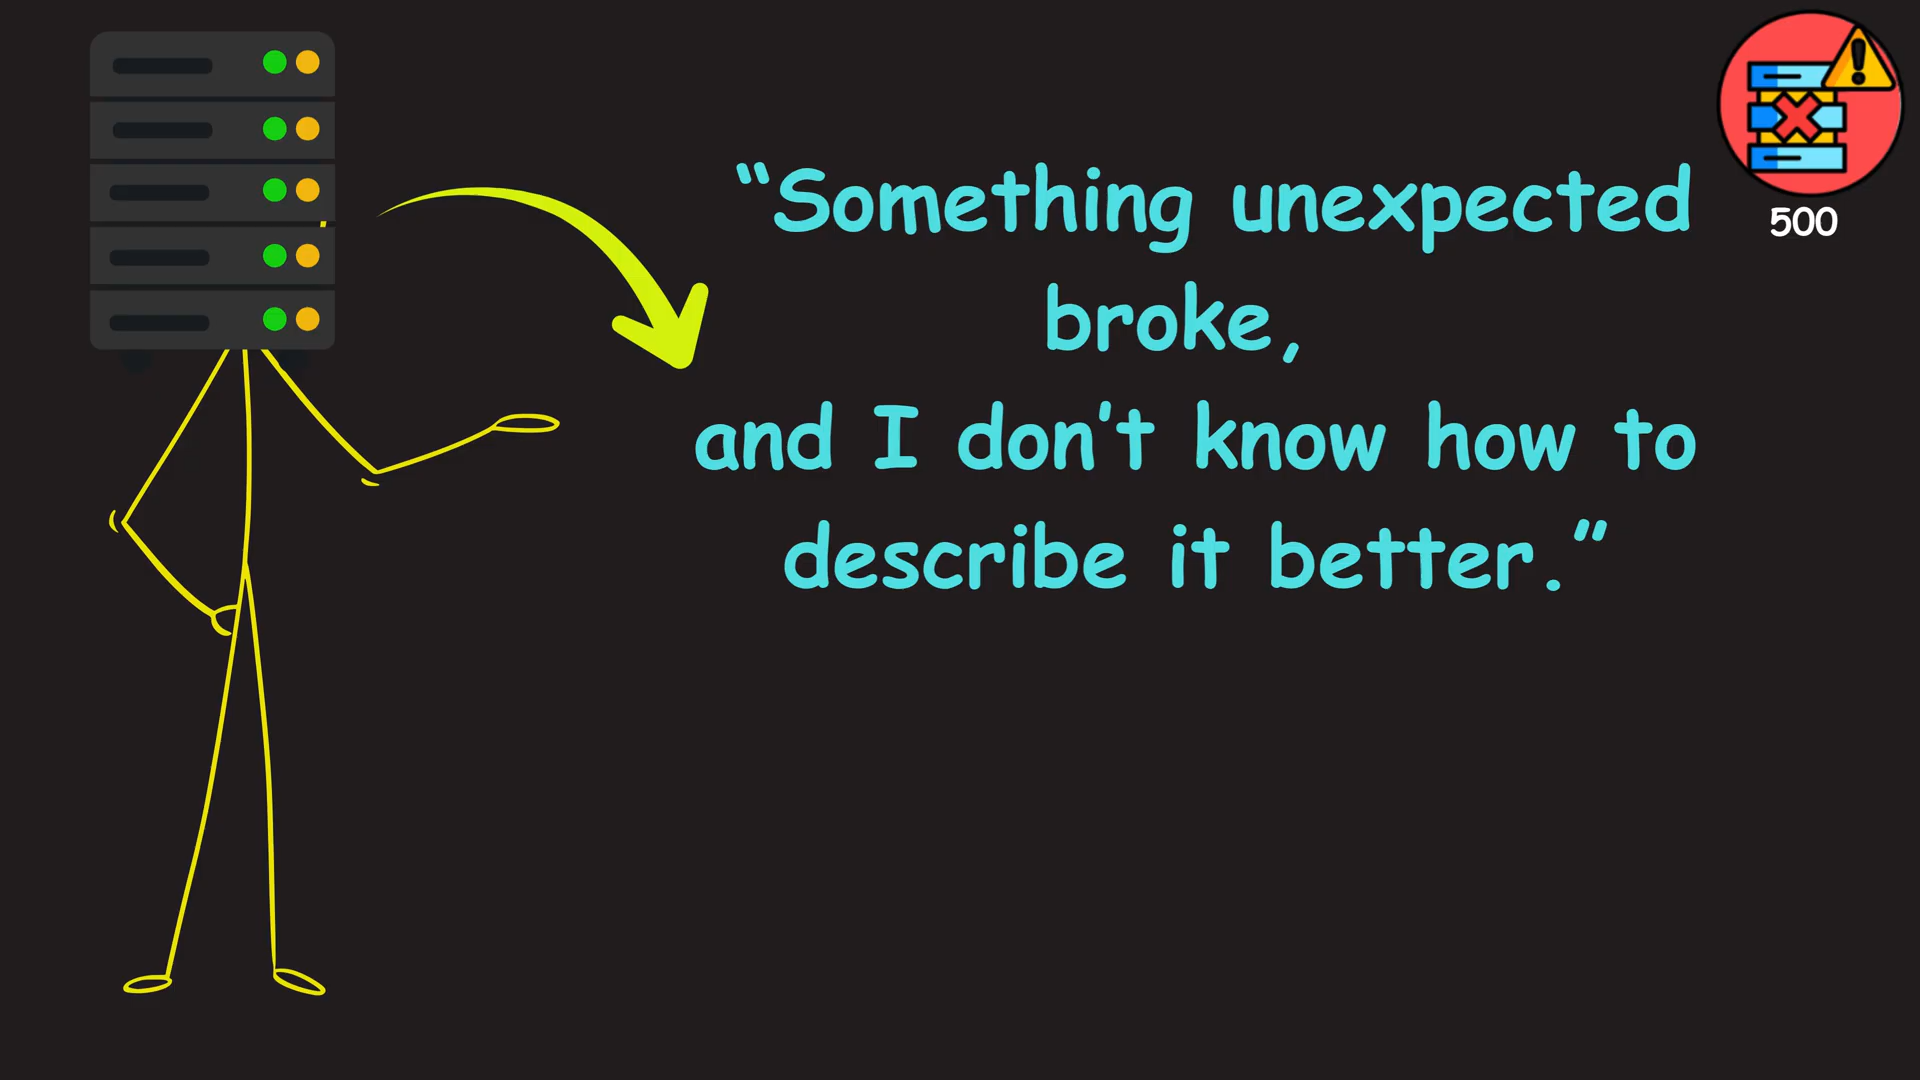 “Something unexpected
broke,
and I don’t know how to
describe it better.”
500